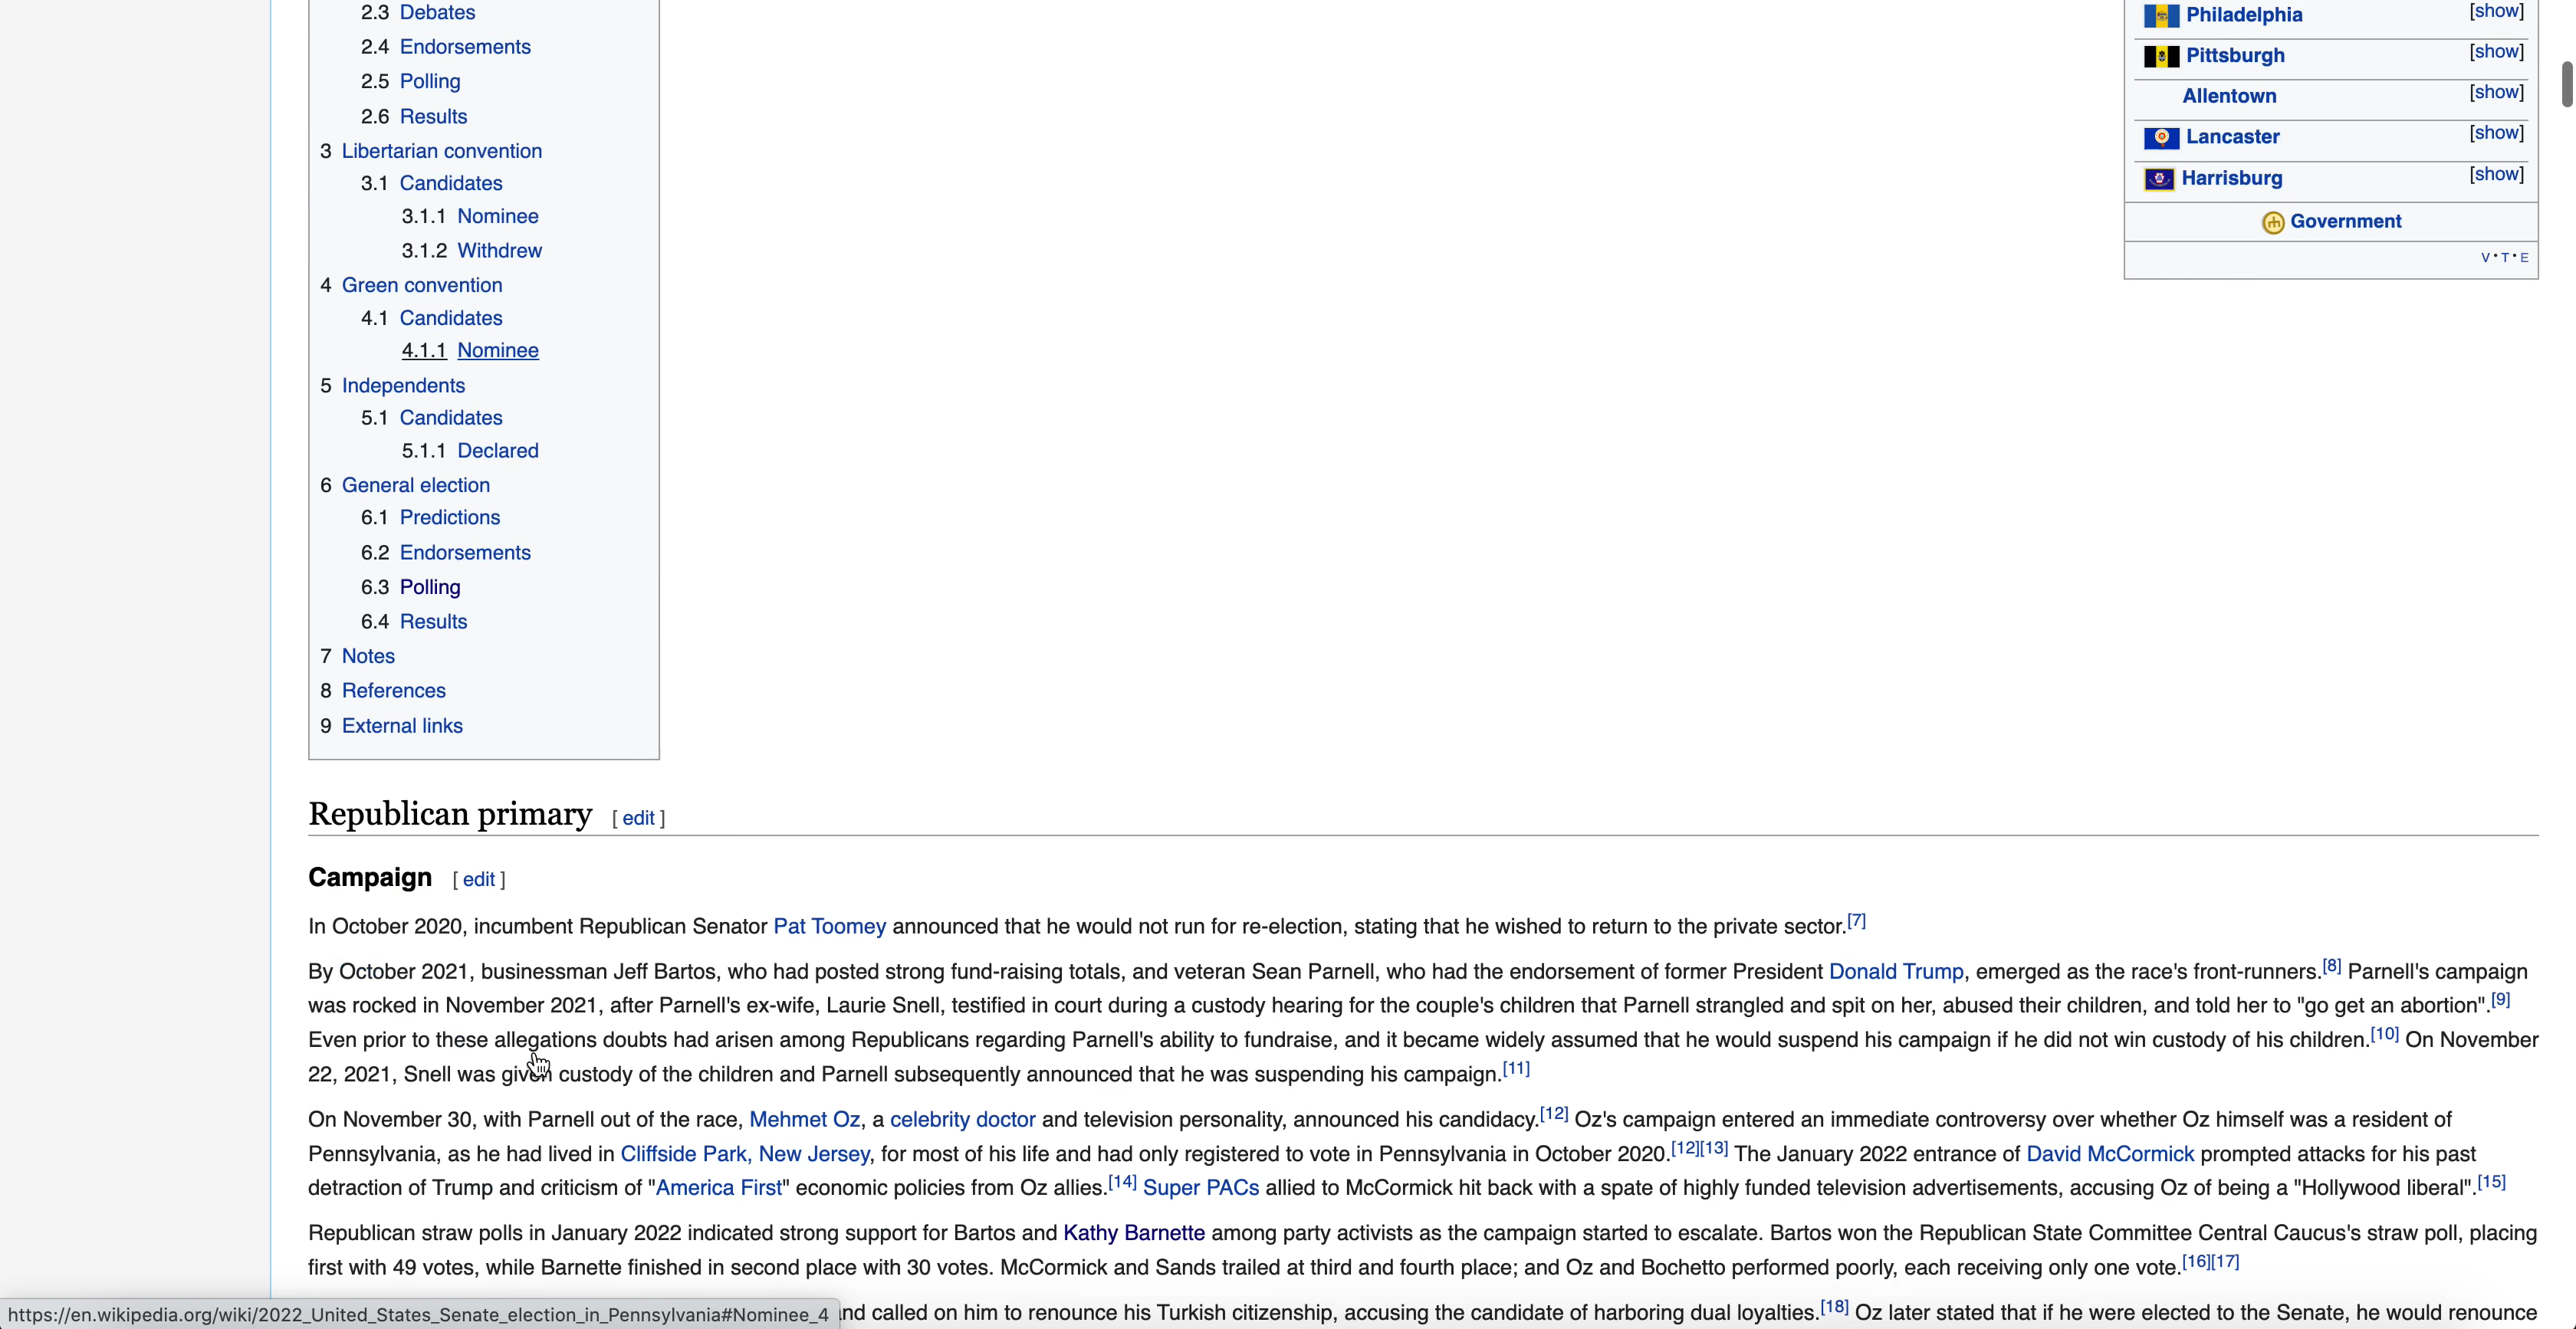 2.3 Debates
2.4 Endorsements
2.5 Polling
2.6 Results
3 Libertarian convention
3.1 Candidates
3.1.1 Nominee
3.1.2 Withdrew
4 Green convention
4.1 Candidates
4.1.1 Nominee
5 Independents
5.1 Candidates
5.1.1 Declared
6 General election
6.1 Predictions
6.2 Endorsements
6.3 Polling
6.4 Results
7 Notes
8 References
9 External links
Philadelphia [show]
Pittsburgh [show]
Allentown [show]
Lancaster [show]
Harrisburg [show]
Government
V · T · E
Republican primary [ edit ]
Campaign [ edit ]
In October 2020, incumbent Republican Senator Pat Toomey announced that he would not run for re-election, stating that he wished to return to the private sector.[7]
By October 2021, businessman Jeff Bartos, who had posted strong fund-raising totals, and veteran Sean Parnell, who had the endorsement of former President Donald Trump, emerged as the race's front-runners.[8] Parnell's campaign
was rocked in November 2021, after Parnell's ex-wife, Laurie Snell, testified in court during a custody hearing for the couple's children that Parnell strangled and spit on her, abused their children, and told her to "go get an abortion".[9]
Even prior to these allegations doubts had arisen among Republicans regarding Parnell's ability to fundraise, and it became widely assumed that he would suspend his campaign if he did not win custody of his children.[10] On November
22, 2021, Snell was given custody of the children and Parnell subsequently announced that he was suspending his campaign.[11]
On November 30, with Parnell out of the race, Mehmet Oz, a celebrity doctor and television personality, announced his candidacy.[12] Oz's campaign entered an immediate controversy over whether Oz himself was a resident of
Pennsylvania, as he had lived in Cliffside Park, New Jersey, for most of his life and had only registered to vote in Pennsylvania in October 2020.[12][13] The January 2022 entrance of David McCormick prompted attacks for his past
detraction of Trump and criticism of "America First" economic policies from Oz allies.[14] Super PACs allied to McCormick hit back with a spate of highly funded television advertisements, accusing Oz of being a "Hollywood liberal".[15]
Republican straw polls in January 2022 indicated strong support for Bartos and Kathy Barnette among party activists as the campaign started to escalate. Bartos won the Republican State Committee Central Caucus's straw poll, placing
first with 49 votes, while Barnette finished in second place with 30 votes. McCormick and Sands trailed at third and fourth place; and Oz and Bochetto performed poorly, each receiving only one vote.[16][17]
https://en.wikipedia.org/wiki/2022_United_States_Senate_election_in_Pennsylvania#Nominee_4
nd called on him to renounce his Turkish citizenship, accusing the candidate of harboring dual loyalties.[18] Oz later stated that if he were elected to the Senate, he would renounce